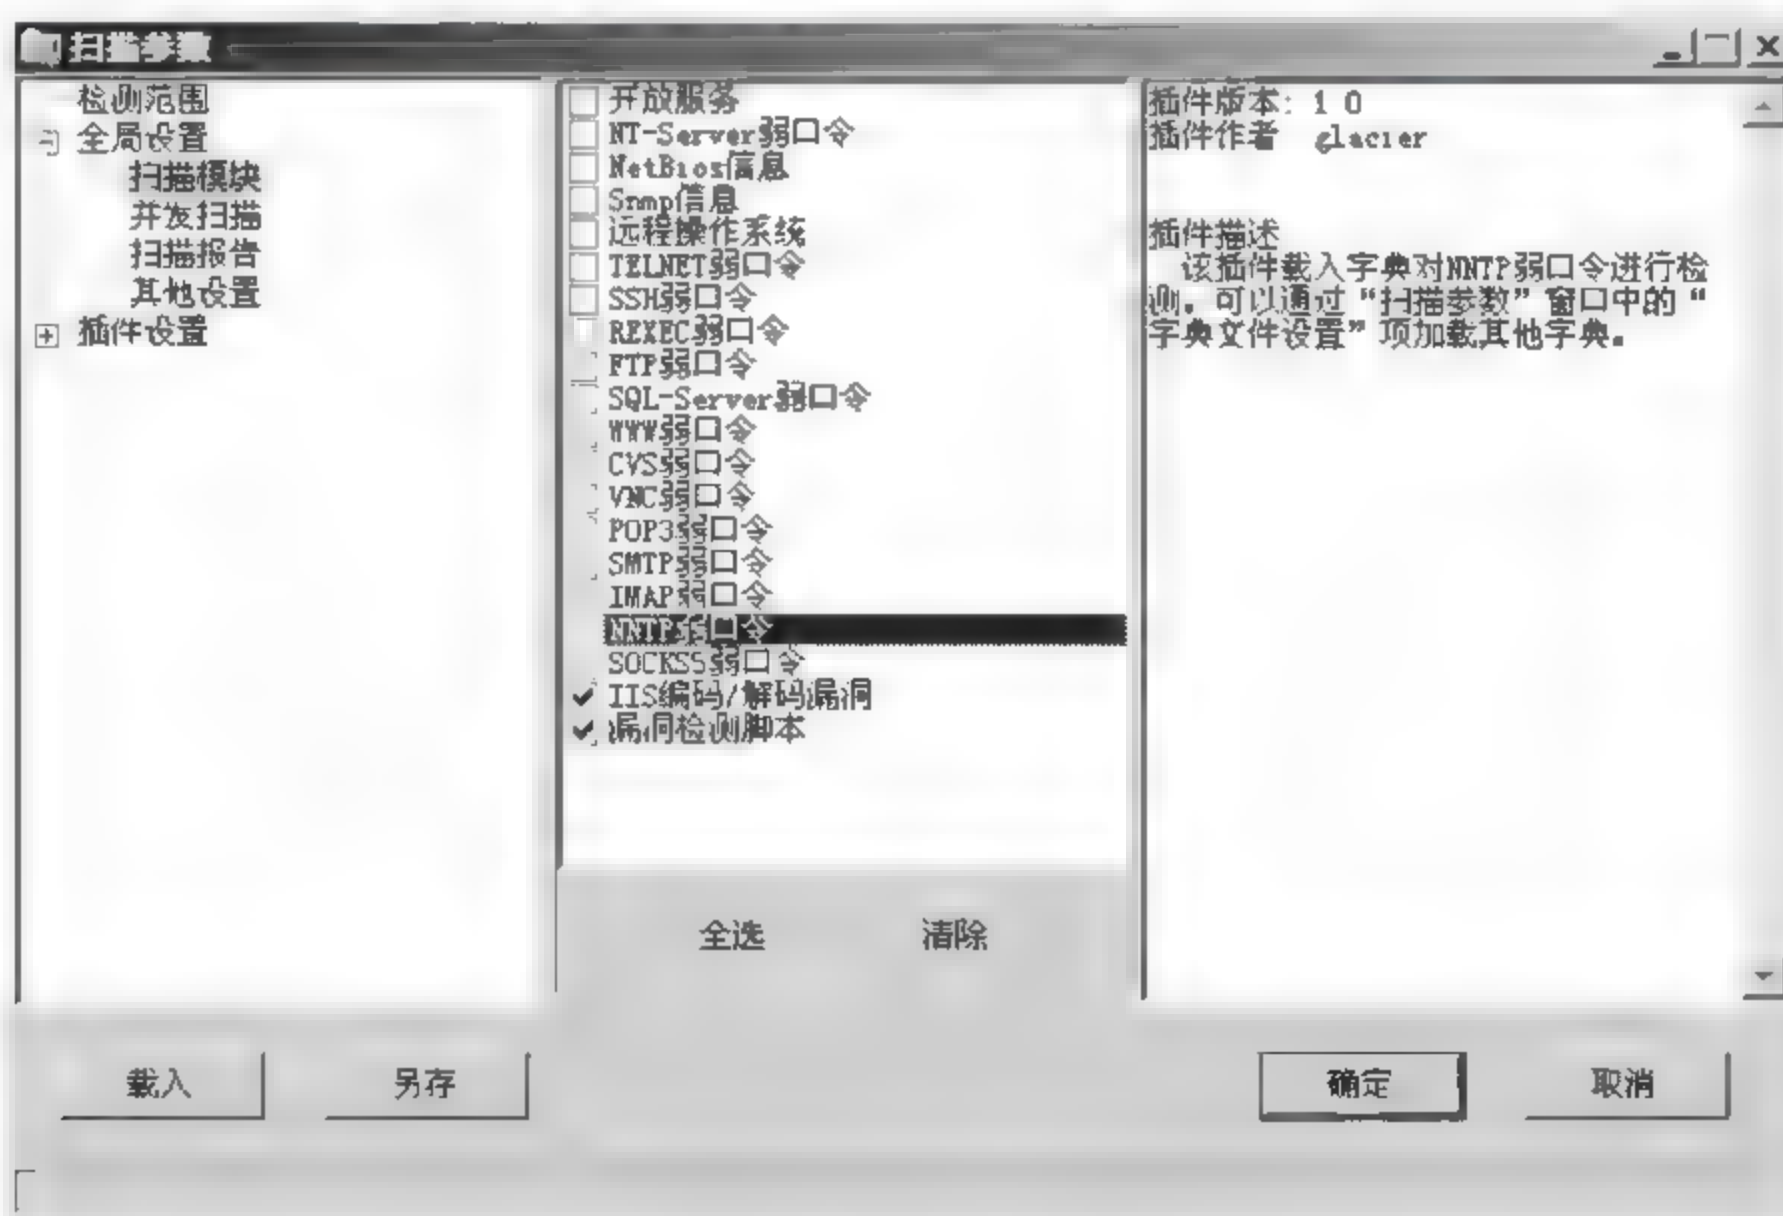 扫描参数
检测范围
全局设置
扫描模块
并发扫描
扫描报告
其他设置
插件设置
开放服务
NT-Server弱口令
NetBios信息
Snmp信息
远程操作系统
TELNET弱口令
SSH弱口令
REXEC弱口令
FTP弱口令
SQL-Server弱口令
WWW弱口令
CVS弱口令
VNC弱口令
POP3弱口令
SMTP弱口令
IMAP弱口令
NNTP弱口令
SOCKS5弱口令
IIS编码/解码漏洞
漏洞检测脚本
全选
清除
插件版本: 1 0
插件作者 glacier
插件描述
该插件载入字典对NNTP弱口令进行检
测。可以通过“扫描参数”窗口中的“
字典文件设置”项加载其他字典。
载入
另存
确定
取消